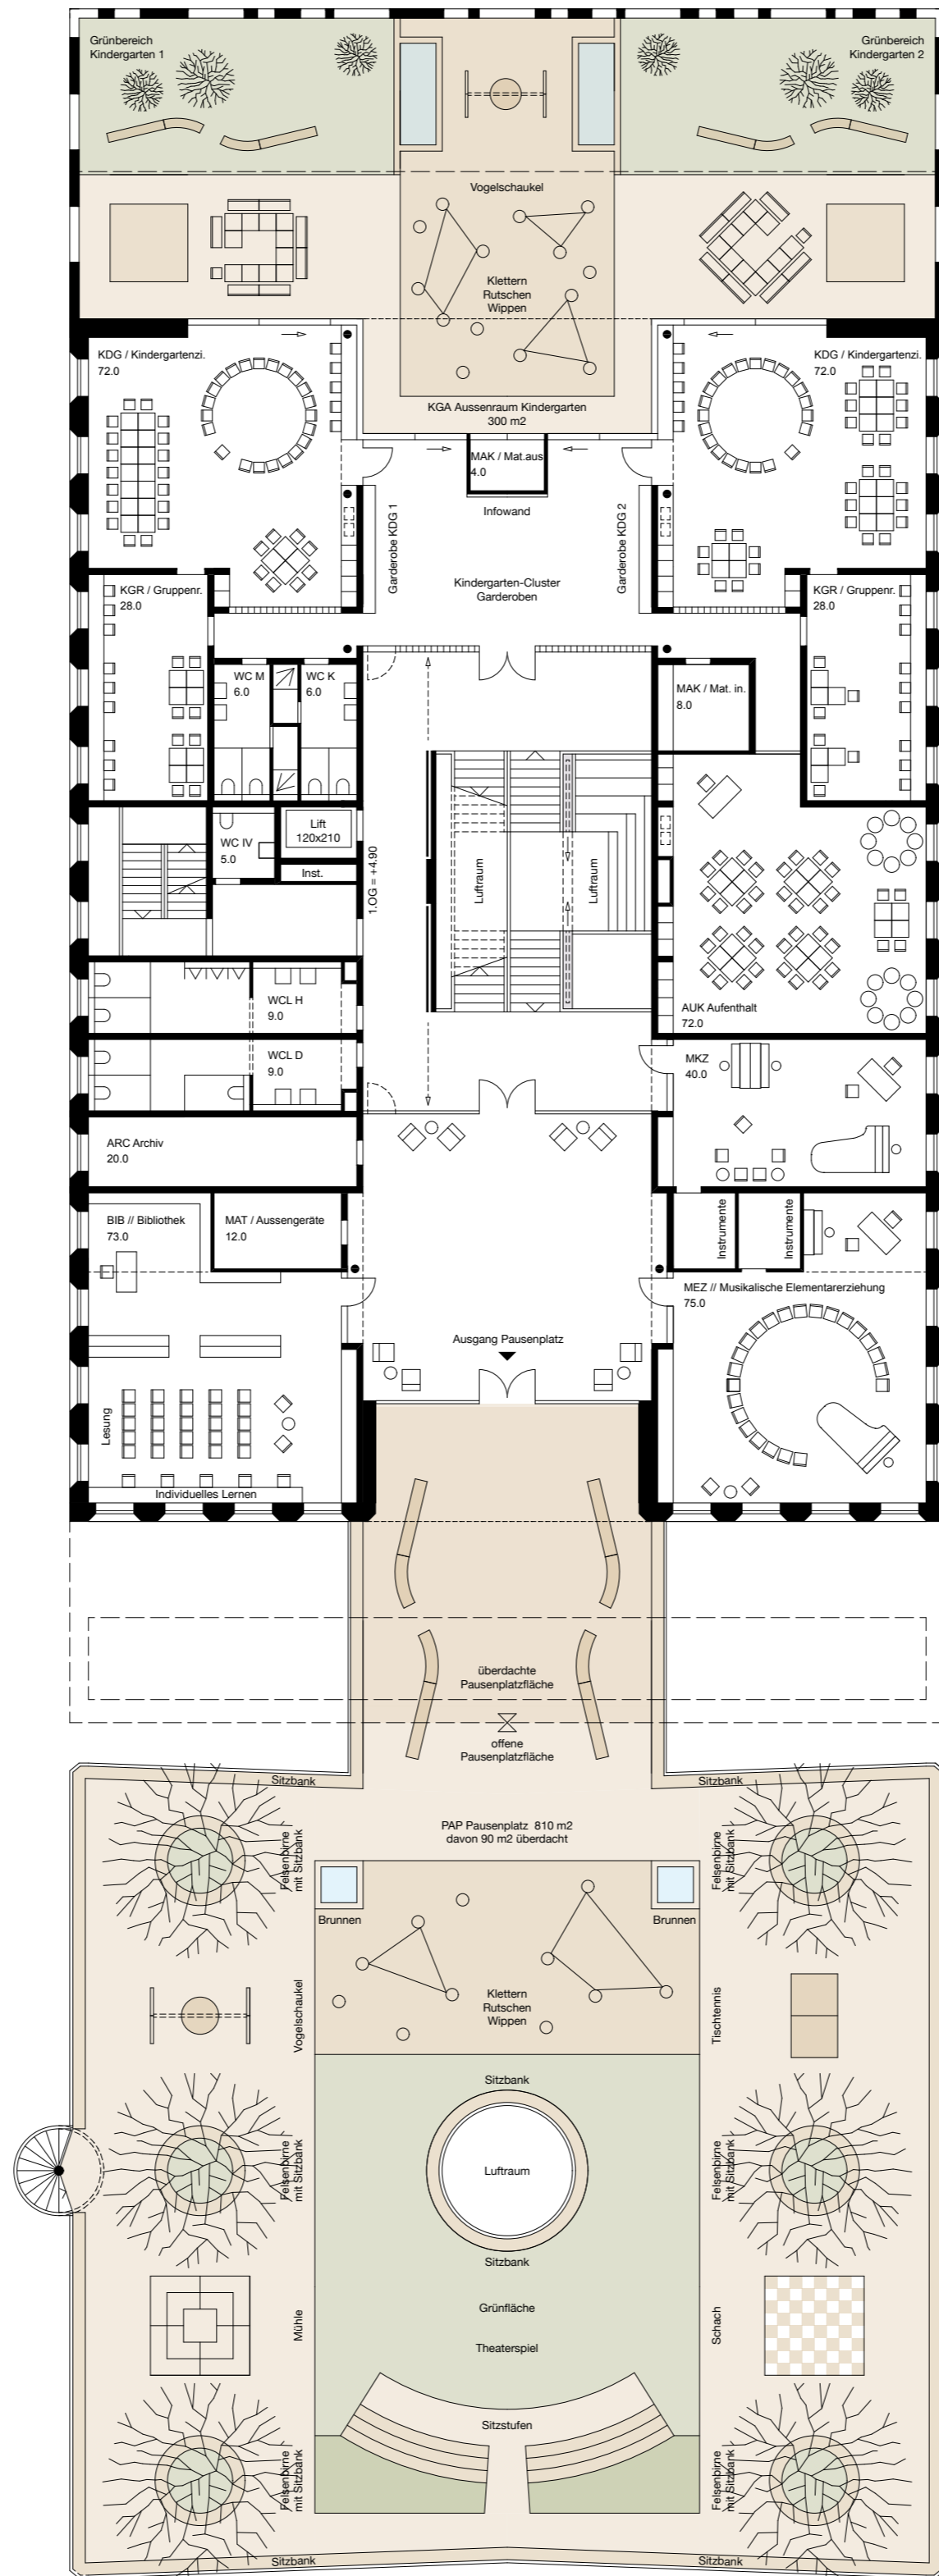 Grünbereich
Kindergarten 1
Grünbereich
Kindergarten 2
Vogelschaukel
Klettern
Rutschen
Wippen
KDG / Kindergartenzi.
72.0
KDG / Kindergartenzi.
72.0
KGA Aussenraum Kindergarten
300 m2
MAK / Mat.aus
4.0
Infowand
Garderobe KDG 1
Garderobe KDG 2
Kindergarten-Cluster
Garderoben
KGR / Gruppenr.
28.0
KGR / Gruppenr.
28.0
WC M
6.0
WC K
6.0
MAK / Mat. in.
8.0
Lift
120x210
WC IV
5.0
Inst.
1.OG = +4.90
Luftraum
Luftraum
WCL H
9.0
AUK Aufenthalt
72.0
WCL D
9.0
MKZ
40.0
ARC Archiv
20.0
BIB // Bibliothek
73.0
MAT / Aussengeräte
12.0
Instrumente
Instrumente
MEZ // Musikalische Elementarerziehung
75.0
Ausgang Pausenplatz
Lesung
Individuelles Lernen
überdachte
Pausenplatzfläche
offene
Pausenplatzfläche
Sitzbank
Sitzbank
PAP Pausenplatz 810 m2
davon 90 m2 überdacht
Felsenbirne
mit Sitzbank
Felsenbirne
mit Sitzbank
Brunnen
Brunnen
Vogelschaukel
Klettern
Rutschen
Wippen
Tischtennis
Sitzbank
Felsenbirne
mit Sitzbank
Luftraum
Felsenbirne
mit Sitzbank
Sitzbank
Mühle
Grünfläche
Schach
Theaterspiel
Sitzstufen
Felsenbirne
mit Sitzbank
Felsenbirne
mit Sitzbank
Sitzbank
Sitzbank